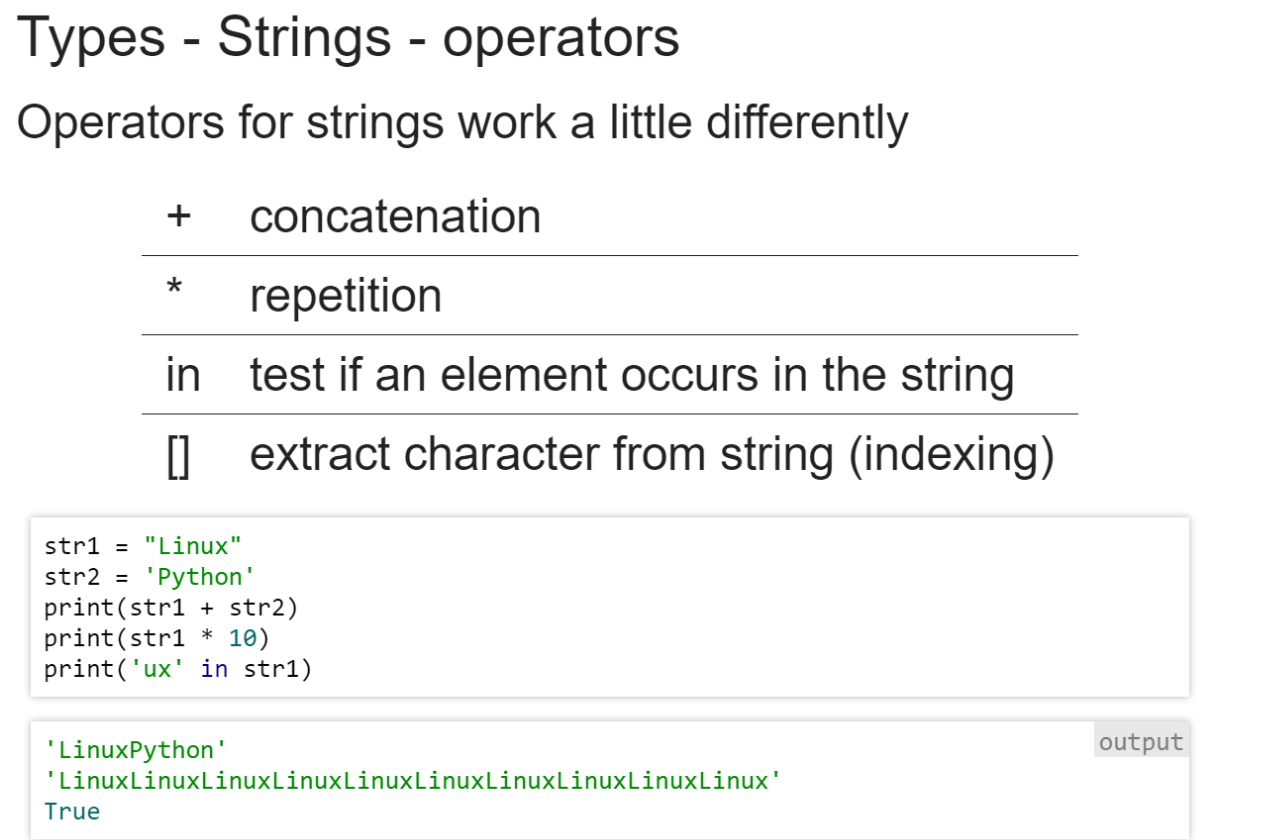 Types - Strings - operators
Operators for strings work a little differently
+ concatenation
* repetition
in test if an element occurs in the string
[] extract character from string (indexing)
str1 = "Linux"
str2 = 'Python'
print(str1 + str2)
print(str1 * 10)
print('ux' in str1)
output
'LinuxPython'
'LinuxLinuxLinuxLinuxLinuxLinuxLinuxLinuxLinuxLinux'
True